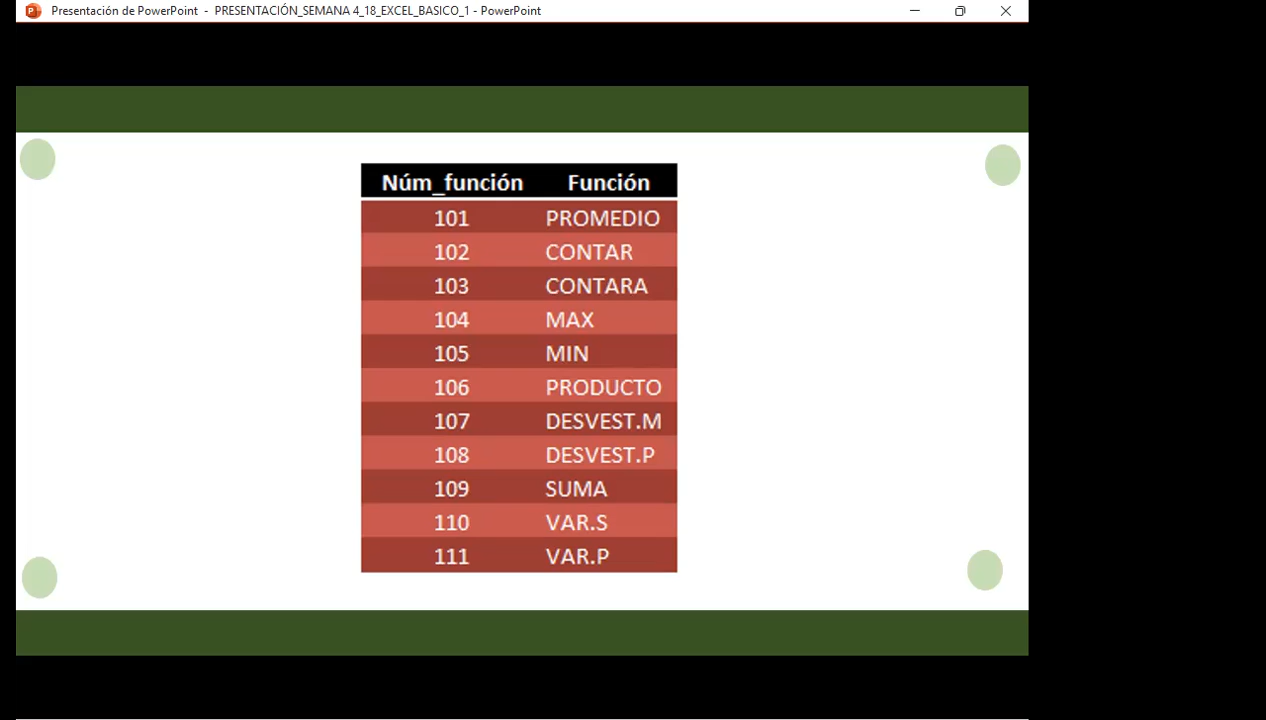 Presentación de PowerPoint - PRESENTACIÓN_SEMANA 4_18_EXCEL_BASICO_1 - PowerPoint
Núm_función Función
101 PROMEDIO
102 CONTAR
103 CONTARA
104 MAX
105 MIN
106 PRODUCTO
107 DESVEST.M
108 DESVEST.P
109 SUMA
110 VAR.S
111 VAR.P